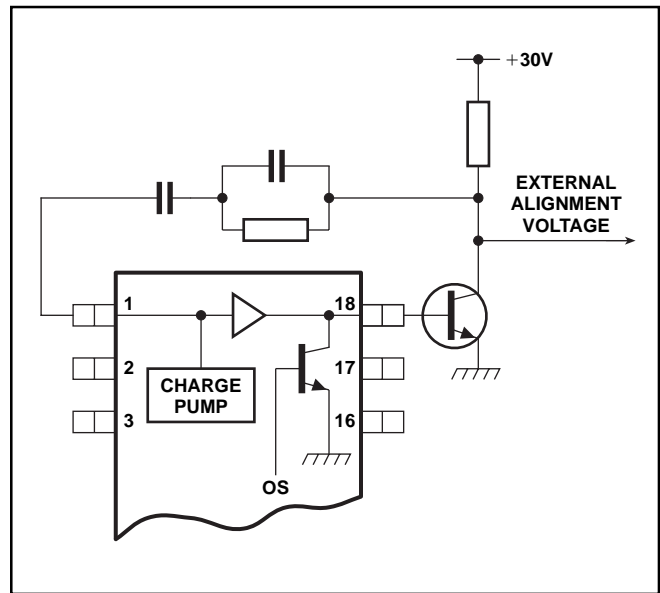 +30V
EXTERNAL
ALIGNMENT
VOLTAGE
1
18
2
17
CHARGE
PUMP
3
16
OS